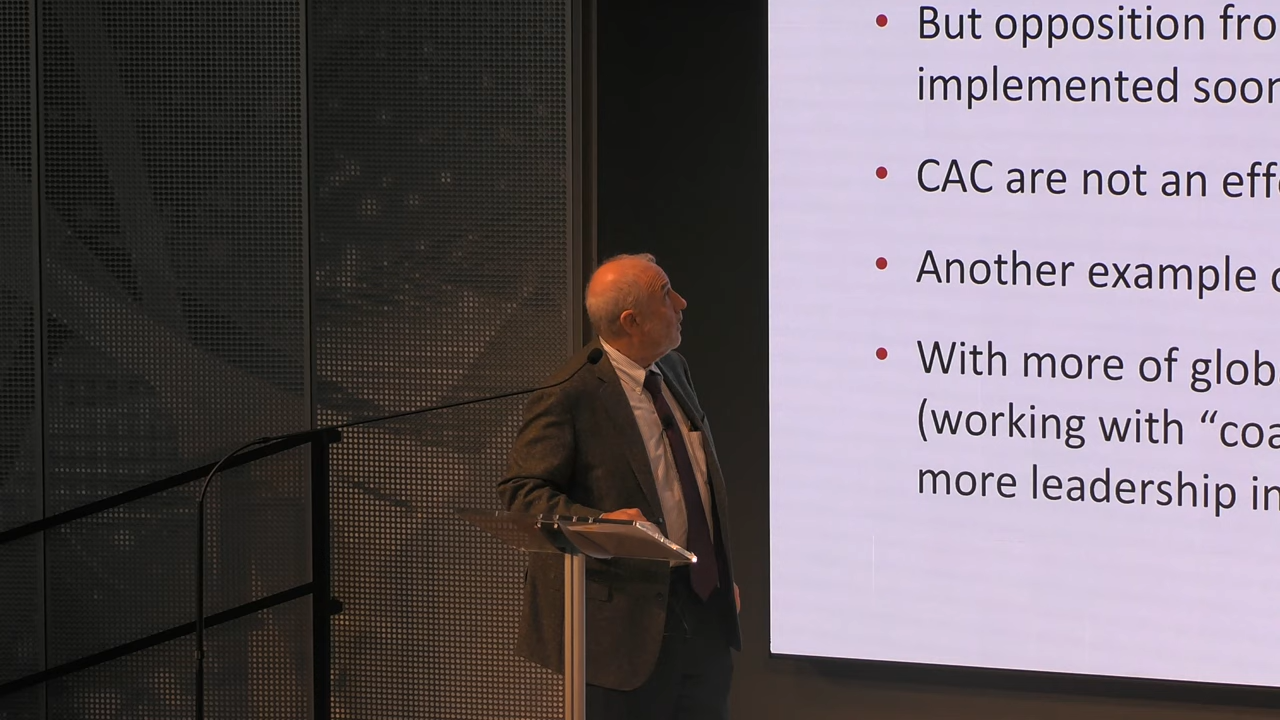 • But opposition fro
implemented soon
• CAC are not an eff
• Another example
• With more of glob
(working with “coa
more leadership in